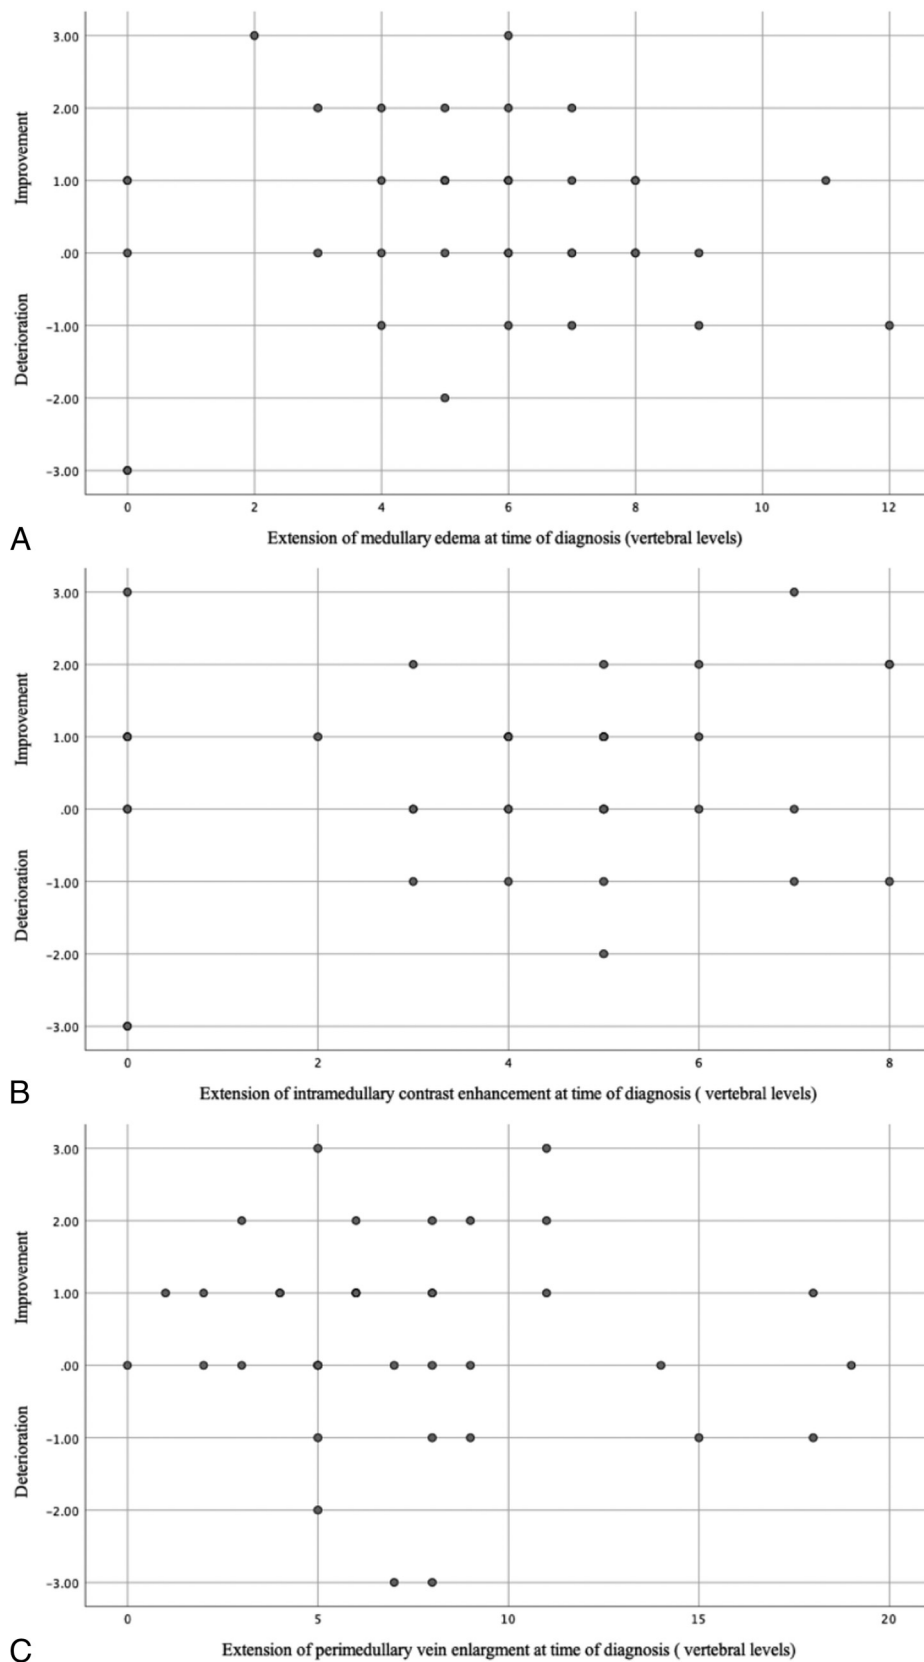 3.00
2.00
1.00
.00
−1.00
−2.00
−3.00
Improvement
Deterioration
0 2 4 6 8 10 12
A Extension of medullary edema at time of diagnosis (vertebral levels)
3.00
2.00
1.00
.00
−1.00
−2.00
−3.00
Improvement
Deterioration
0 2 4 6 8
B Extension of intramedullary contrast enhancement at time of diagnosis ( vertebral levels)
3.00
2.00
1.00
.00
−1.00
−2.00
−3.00
Improvement
Deterioration
0 5 10 15 20
C Extension of perimedullary vein enlargment at time of diagnosis ( vertebral levels)